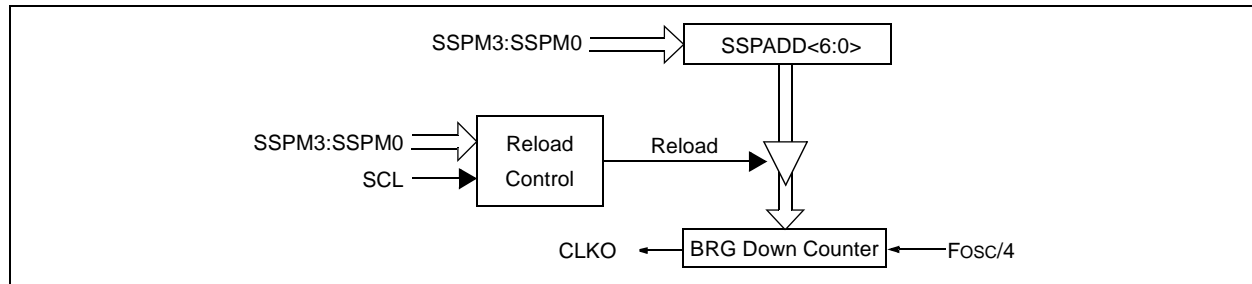 SSPM3:SSPM0
SSPADD<6:0>
SSPM3:SSPM0
SCL
Reload
Control
Reload
CLKO
BRG Down Counter
FOSC/4